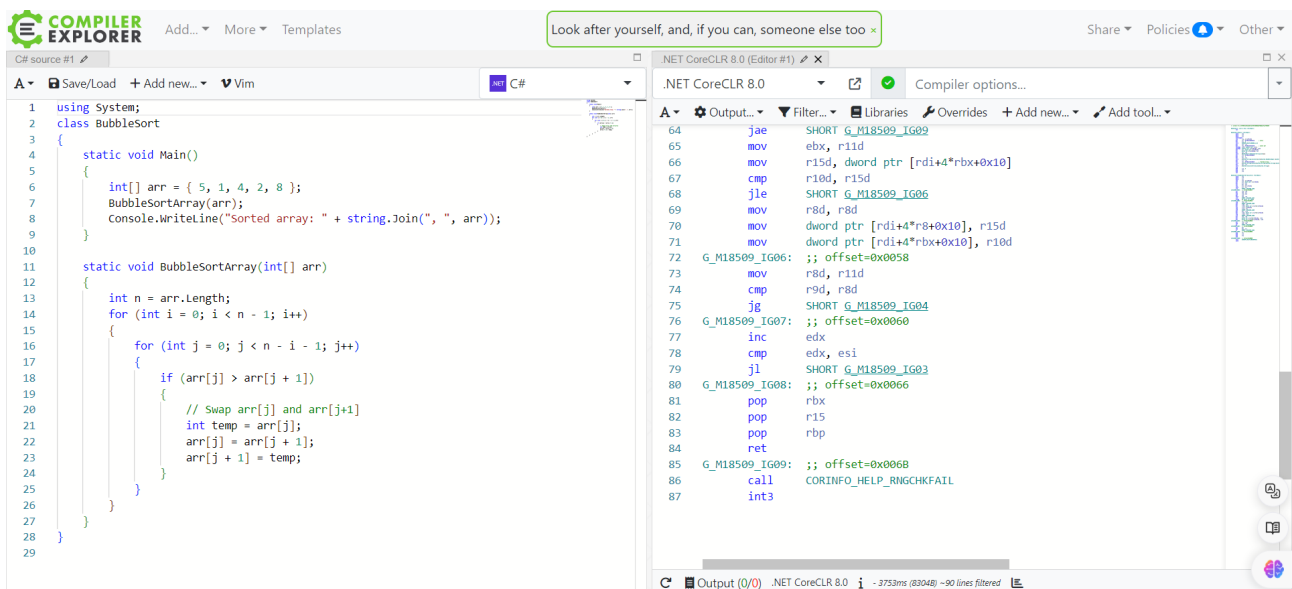 COMPILER
EXPLORER
Add...
More
Templates
Look after yourself, and, if you can, someone else too ×
Share
Policies
Other
C# source #1
A
Save/Load
+ Add new...
Vim
.NET C#
1 using System;
2 class BubbleSort
3 {
4 static void Main()
5 {
6 int[] arr = { 5, 1, 4, 2, 8 };
7 BubbleSortArray(arr);
8 Console.WriteLine("Sorted array: " + string.Join(", ", arr));
9 }
10
11 static void BubbleSortArray(int[] arr)
12 {
13 int n = arr.Length;
14 for (int i = 0; i < n - 1; i++)
15 {
16 for (int j = 0; j < n - i - 1; j++)
17 {
18 if (arr[j] > arr[j + 1])
19 {
20 // Swap arr[j] and arr[j+1]
21 int temp = arr[j];
22 arr[j] = arr[j + 1];
23 arr[j + 1] = temp;
24 }
25 }
26 }
27 }
28 }
29
.NET CoreCLR 8.0 (Editor #1)
.NET CoreCLR 8.0
Compiler options...
A
Output...
Filter...
Libraries
Overrides
+ Add new...
Add tool...
64 jae SHORT G_M18509_IG09
65 mov ebx, r11d
66 mov r15d, dword ptr [rdi+4*rbx+0x10]
67 cmp r10d, r15d
68 jle SHORT G_M18509_IG06
69 mov r8d, r8d
70 mov dword ptr [rdi+4*r8+0x10], r15d
71 mov dword ptr [rdi+4*rbx+0x10], r10d
72 G_M18509_IG06: ;; offset=0x0058
73 mov r8d, r11d
74 cmp r9d, r8d
75 jg SHORT G_M18509_IG04
76 G_M18509_IG07: ;; offset=0x0060
77 inc edx
78 cmp edx, esi
79 jl SHORT G_M18509_IG03
80 G_M18509_IG08: ;; offset=0x0066
81 pop rbx
82 pop r15
83 pop rbp
84 ret
85 G_M18509_IG09: ;; offset=0x006B
86 call CORINFO_HELP_RNGCHKFAIL
87 int3
Output (0/0) .NET CoreCLR 8.0 i - 3753ms (8304B) ~90 lines filtered